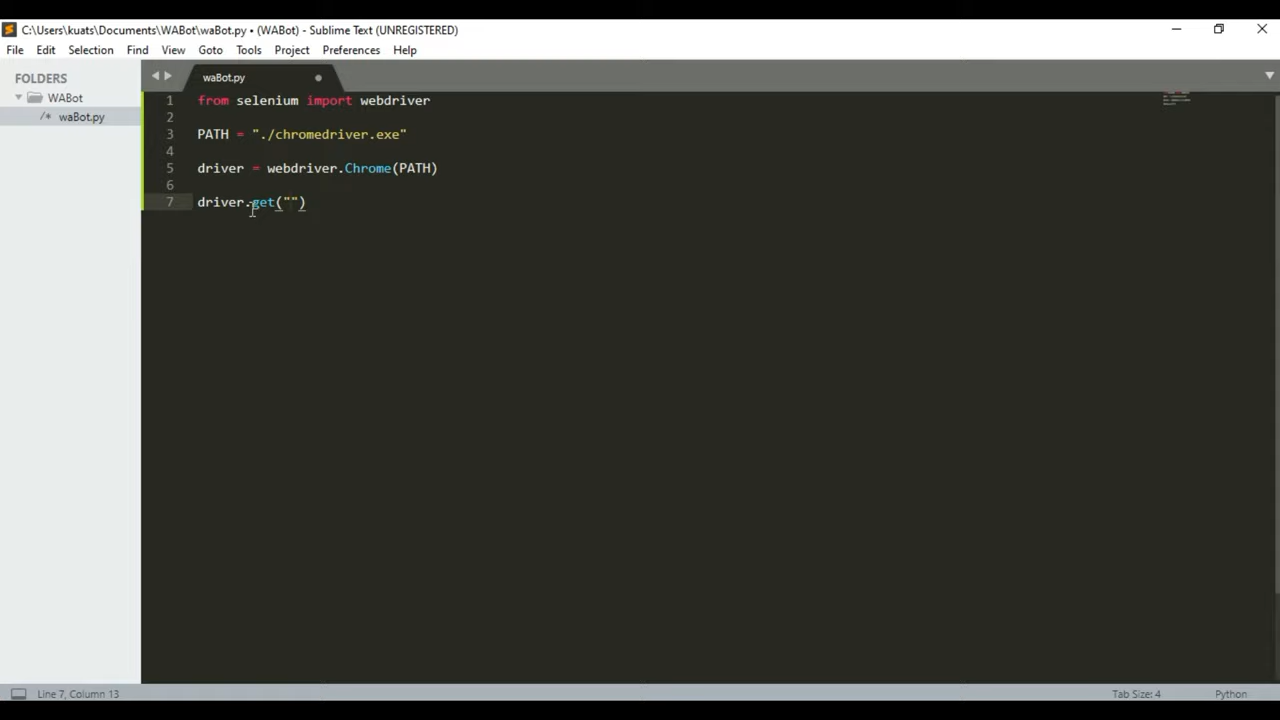 C:\Users\kuats\Documents\WABot\waBot.py • (WABot) - Sublime Text (UNREGISTERED)
File Edit Selection Find View Goto Tools Project Preferences Help
FOLDERS
WABot
/* waBot.py
waBot.py
1 from selenium import webdriver
2
3 PATH = "./chromedriver.exe"
4
5 driver = webdriver.Chrome(PATH)
6
7 driver.get("")
Line 7, Column 13
Tab Size: 4
Python